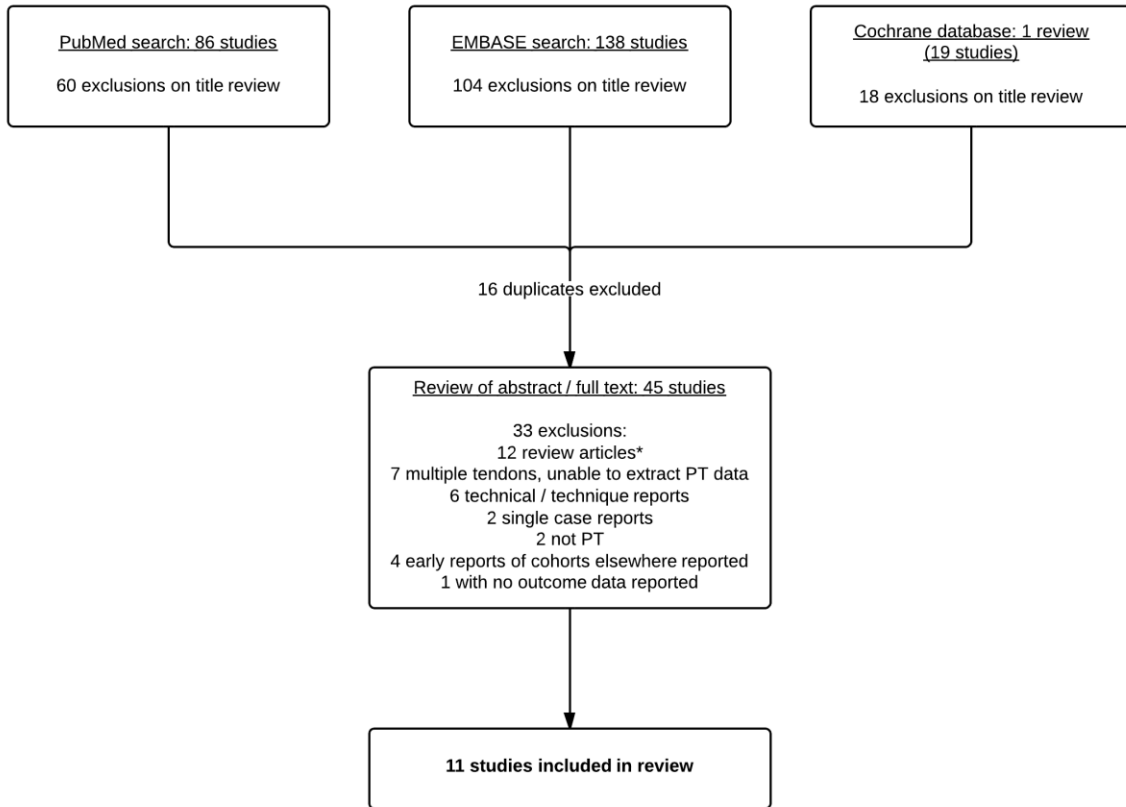 PubMed search: 86 studies
60 exclusions on title review
EMBASE search: 138 studies
104 exclusions on title review
Cochrane database: 1 review
(19 studies)
18 exclusions on title review
16 duplicates excluded
Review of abstract / full text: 45 studies
33 exclusions:
12 review articles*
7 multiple tendons, unable to extract PT data
6 technical / technique reports
2 single case reports
2 not PT
4 early reports of cohorts elsewhere reported
1 with no outcome data reported
11 studies included in review